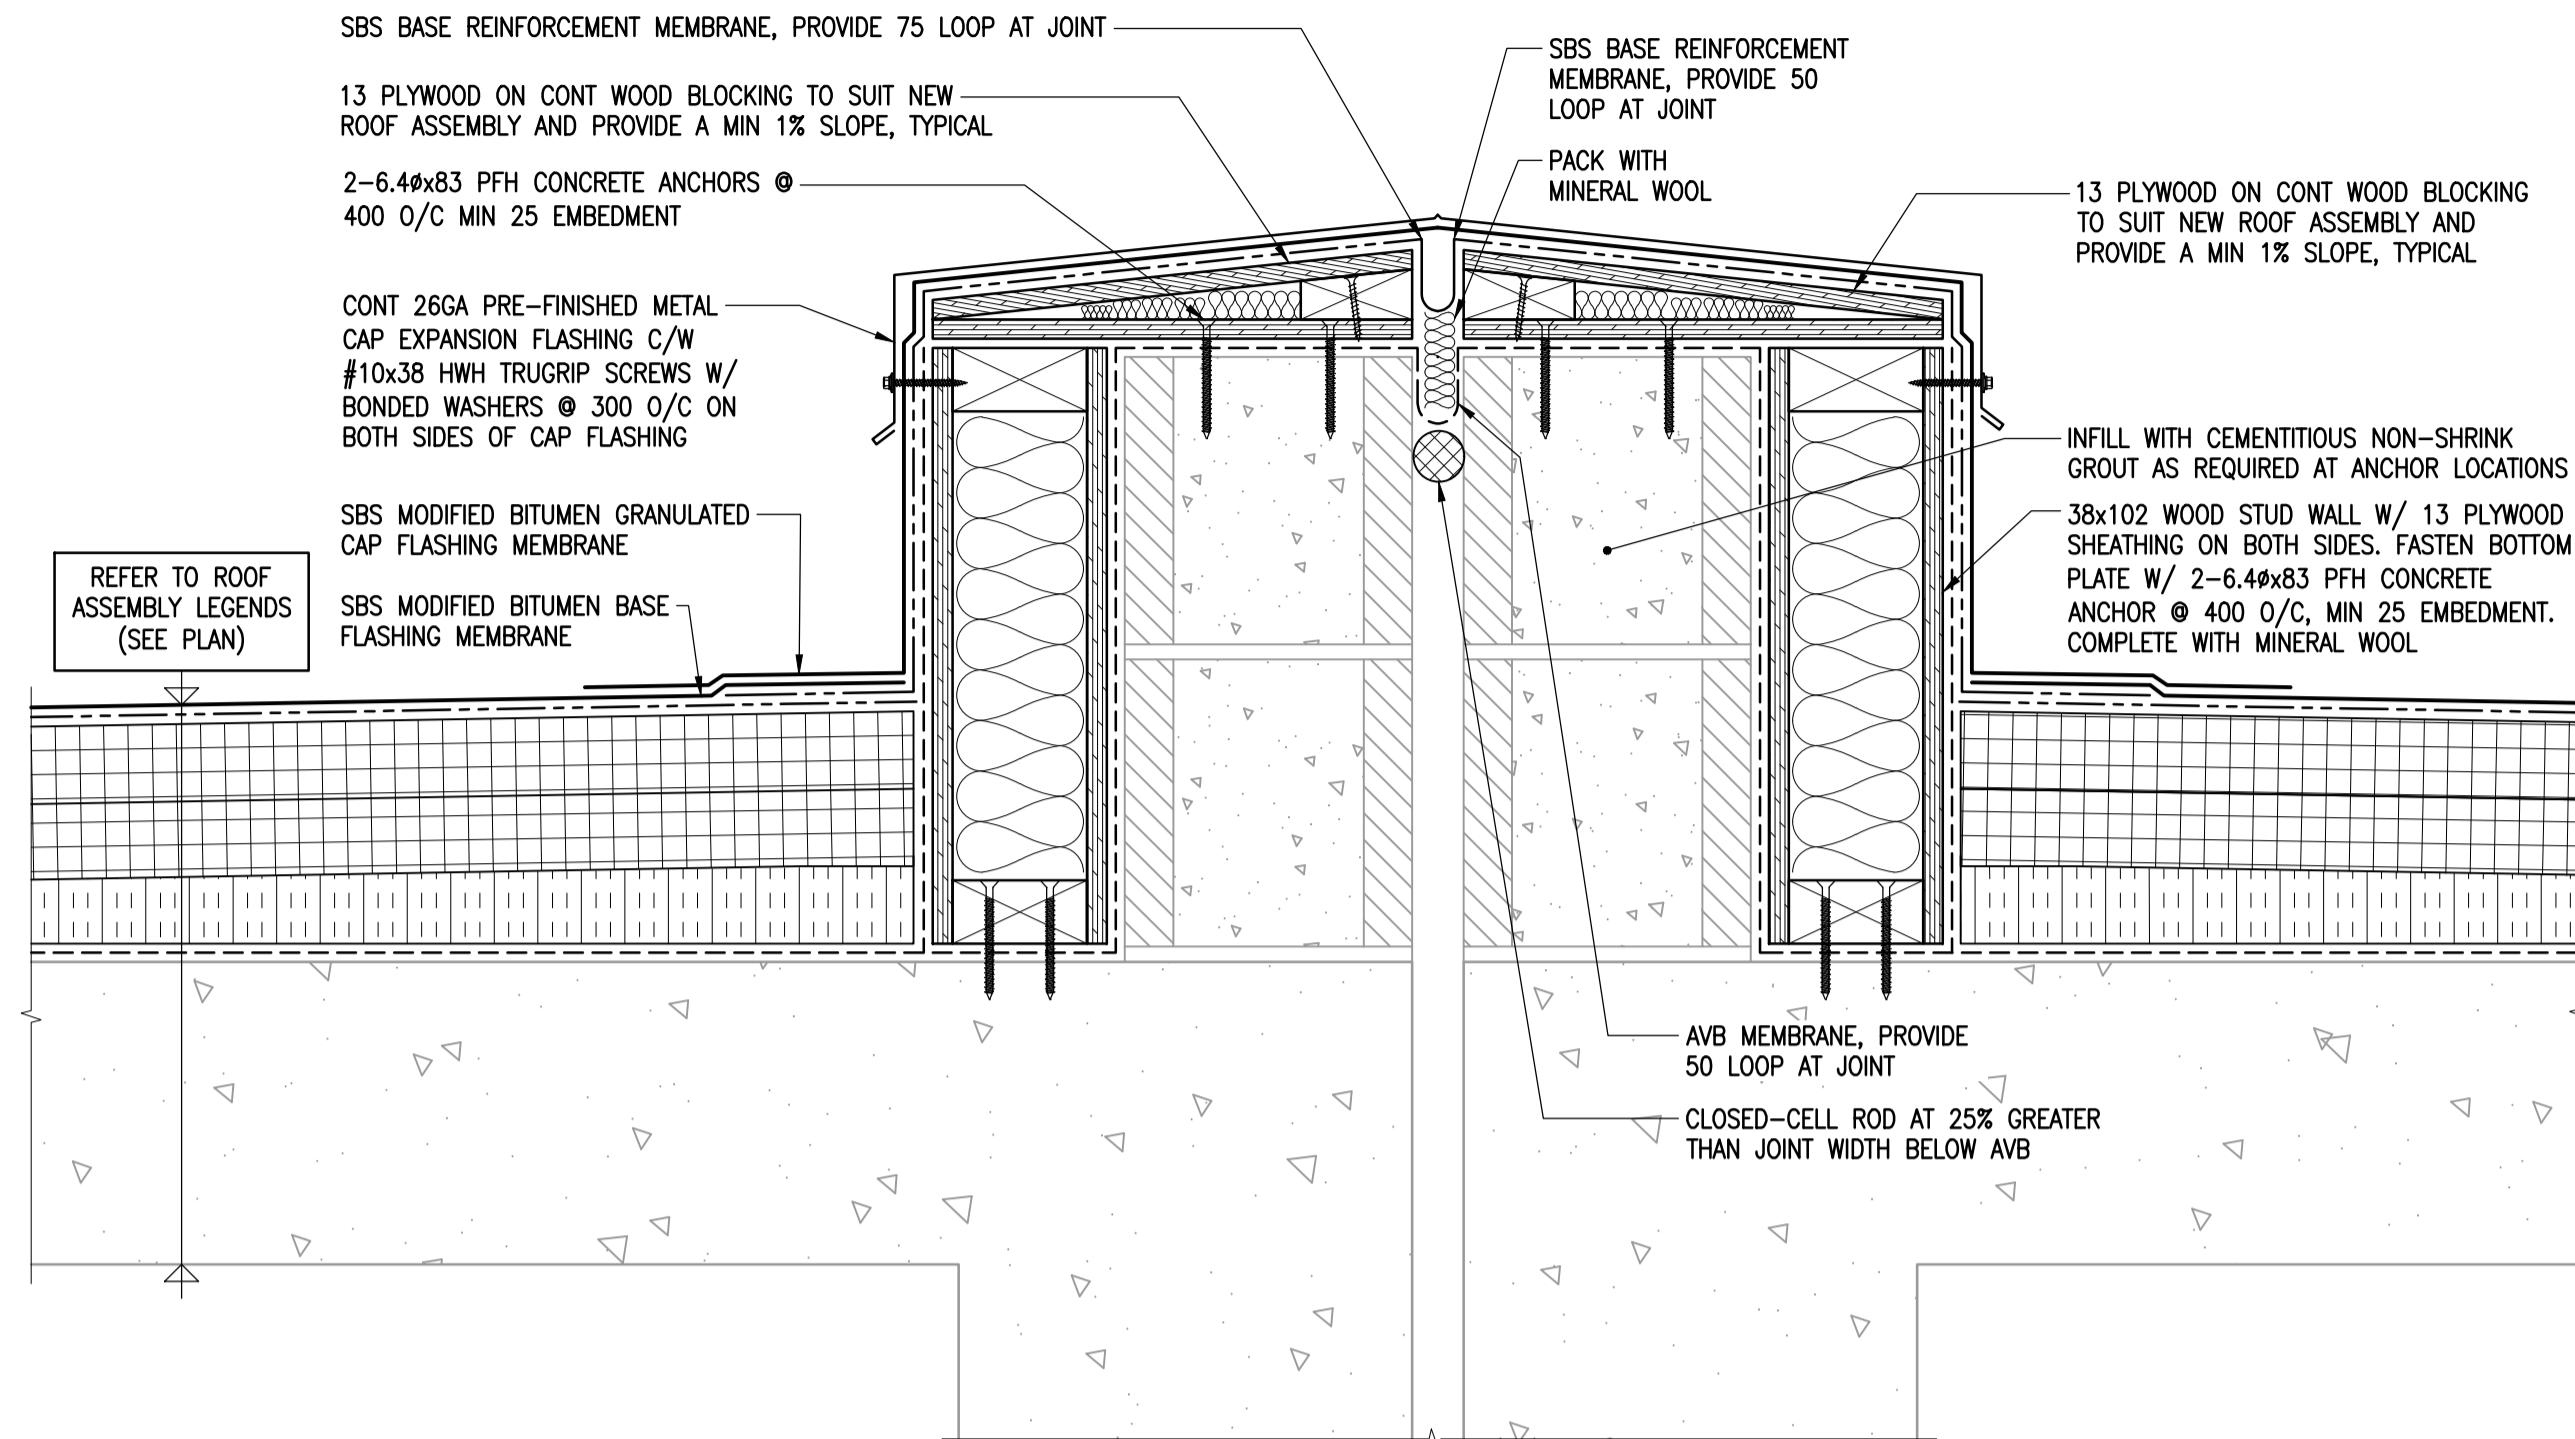 SBS BASE REINFORCEMENT MEMBRANE, PROVIDE 75 LOOP AT JOINT
13 PLYWOOD ON CONT WOOD BLOCKING TO SUIT NEW
ROOF ASSEMBLY AND PROVIDE A MIN 1% SLOPE, TYPICAL
2-6.4øx83 PFH CONCRETE ANCHORS @
400 O/C MIN 25 EMBEDMENT
CONT 26GA PRE-FINISHED METAL
CAP EXPANSION FLASHING C/W
#10x38 HWH TRUGRIP SCREWS W/
BONDED WASHERS @ 300 O/C ON
BOTH SIDES OF CAP FLASHING
SBS MODIFIED BITUMEN GRANULATED
CAP FLASHING MEMBRANE
SBS MODIFIED BITUMEN BASE
FLASHING MEMBRANE
REFER TO ROOF
ASSEMBLY LEGENDS
(SEE PLAN)
SBS BASE REINFORCEMENT
MEMBRANE, PROVIDE 50
LOOP AT JOINT
PACK WITH
MINERAL WOOL
13 PLYWOOD ON CONT WOOD BLOCKING
TO SUIT NEW ROOF ASSEMBLY AND
PROVIDE A MIN 1% SLOPE, TYPICAL
INFILL WITH CEMENTITIOUS NON-SHRINK
GROUT AS REQUIRED AT ANCHOR LOCATIONS
38x102 WOOD STUD WALL W/ 13 PLYWOOD
SHEATHING ON BOTH SIDES. FASTEN BOTTOM
PLATE W/ 2-6.4øx83 PFH CONCRETE
ANCHOR @ 400 O/C, MIN 25 EMBEDMENT.
COMPLETE WITH MINERAL WOOL
AVB MEMBRANE, PROVIDE
50 LOOP AT JOINT
CLOSED-CELL ROD AT 25% GREATER
THAN JOINT WIDTH BELOW AVB